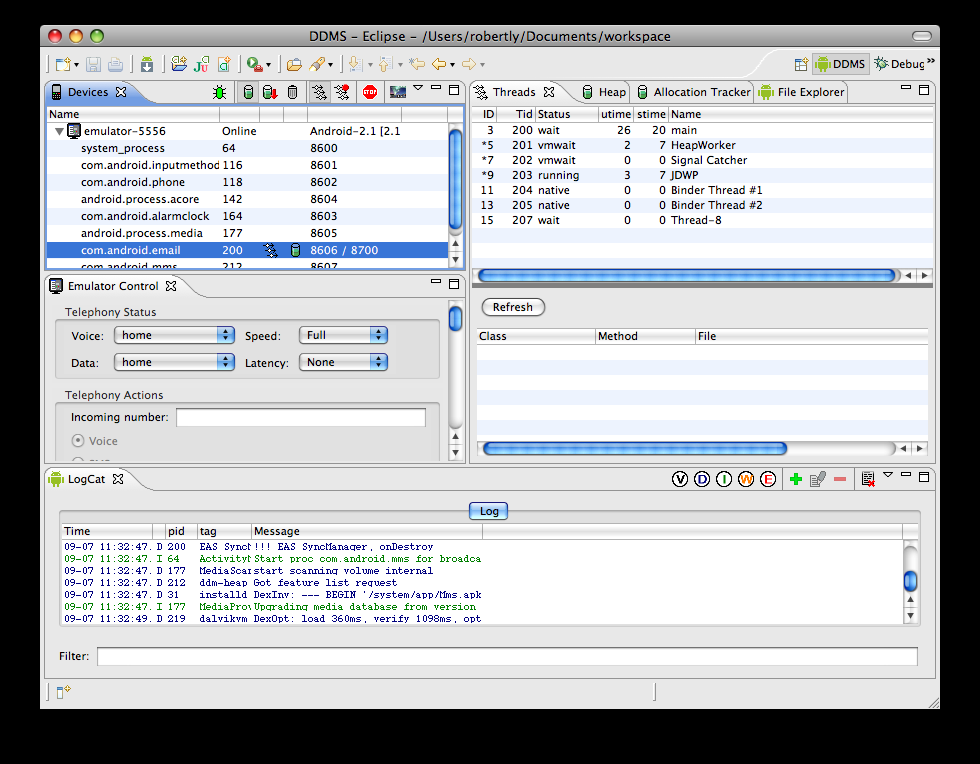 DDMS - Eclipse - /Users/robertly/Documents/workspace
DDMS Debug »
Devices
Name
emulator-5556 Online Android-2.1 [2.1
system_process 64 8600
com.android.inputmethod 116 8601
com.android.phone 118 8602
android.process.acore 142 8604
com.android.alarmclock 164 8603
android.process.media 177 8605
com.android.email 200 8606 / 8700
com.android.mms 212 8607
Threads Heap Allocation Tracker File Explorer
ID Tid Status utime stime Name
3 200 wait 26 20 main
*5 201 vmwait 2 7 HeapWorker
*7 202 vmwait 0 0 Signal Catcher
*9 203 running 3 7 JDWP
11 204 native 0 0 Binder Thread #1
13 205 native 0 0 Binder Thread #2
15 207 wait 0 0 Thread-8
Refresh
Class Method File
Emulator Control
Telephony Status
Voice: home Speed: Full
Data: home Latency: None
Telephony Actions
Incoming number:
Voice
LogCat
V D I W E
Log
Time pid tag Message
09-07 11:32:47. D 200 EAS SyncM !!! EAS SyncManager, onDestroy
09-07 11:32:47. I 64 ActivityM Start proc com.android.mms for broadca
09-07 11:32:47. D 177 MediaScan start scanning volume internal
09-07 11:32:47. D 212 ddm-heap Got feature list request
09-07 11:32:47. D 31 installd DexInv: --- BEGIN '/system/app/Mms.apk
09-07 11:32:47. I 177 MediaProv Upgrading media database from version
09-07 11:32:49. D 219 dalvikvm DexOpt: load 360ms, verify 1098ms, opt
Filter: